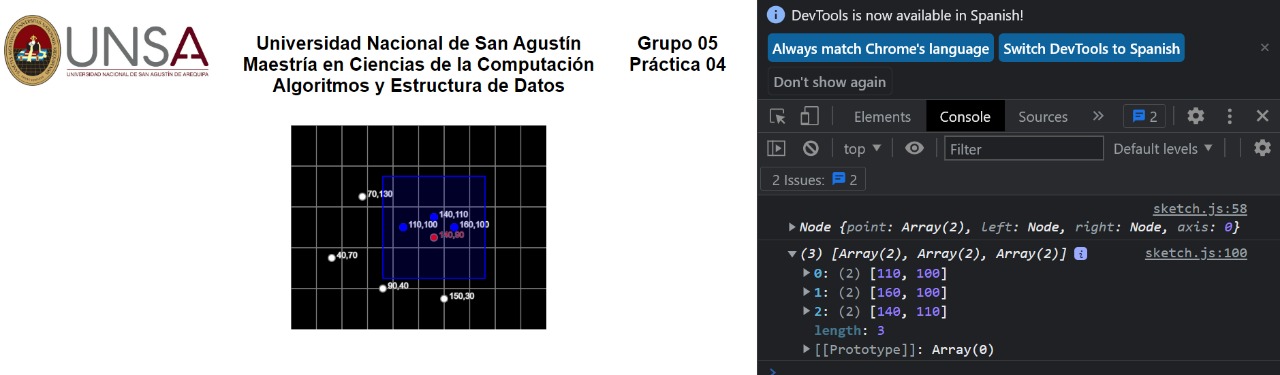 UNSA
UNIVERSIDAD NACIONAL DE SAN AGUSTÍN DE AREQUIPA
Universidad Nacional de San Agustín
Maestría en Ciencias de la Computación
Algoritmos y Estructura de Datos
Grupo 05
Práctica 04
70,130
140,110
110,100
160,100
140,90
40,70
90,40
150,30
DevTools is now available in Spanish!
Always match Chrome's language
Switch DevTools to Spanish
Don't show again
Elements Console Sources 2
top Filter Default levels
2 Issues: 2
sketch.js:58
Node {point: Array(2), left: Node, right: Node, axis: 0}
(3) [Array(2), Array(2), Array(2)] sketch.js:100
0: (2) [110, 100]
1: (2) [160, 100]
2: (2) [140, 110]
length: 3
[[Prototype]]: Array(0)